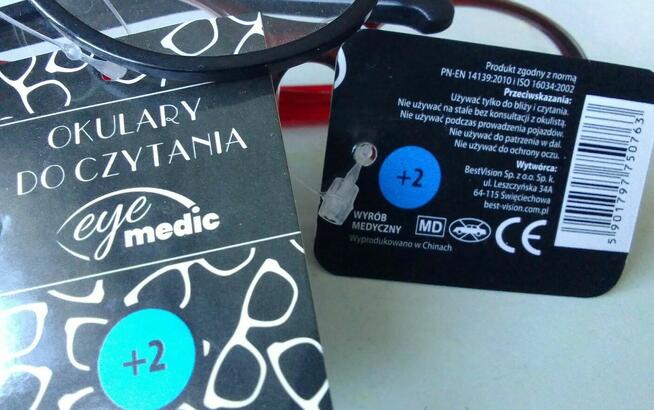 OKULARY
DO CZYTANIA
eye
medic
+2
Produkt zgodny z normą
PN-EN 14139:2010 i ISO 16034:2002
Przeciwskazania:
Używać tylko do bliży i czytania.
Nie używać na stałe bez konsultacji z okulistą.
Nie używać podczas prowadzenia pojazdów.
Nie używać do patrzenia w dal.
Nie używać do ochrony oczu.
Wytwórca:
BestVision Sp. z o.o. Sp. k.
ul. Leszczyńska 34A
64-115 Święciechowa
best-vision.com.pl
+2
WYRÓB
MEDYCZNY
MD
CE
Wyprodukowano w Chinach
5 901797 750763